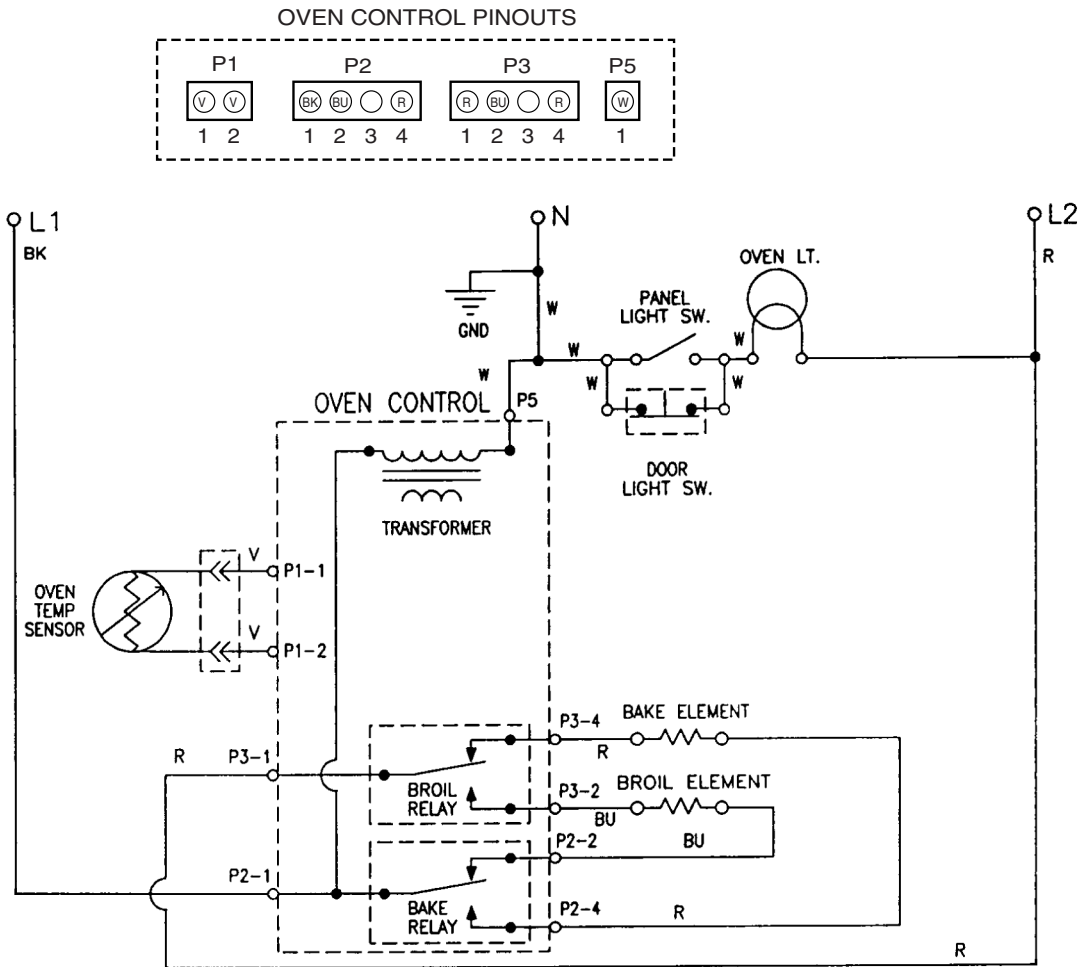 OVEN CONTROL PINOUTS
P1 P2 P3 P5
V V BK BU R R BU R W
1 2 1 2 3 4 1 2 3 4 1
L1 N L2
BK
R
OVEN LT.
PANEL
LIGHT SW.
W
GND
W
W
W
W
W
P5
OVEN CONTROL
DOOR
LIGHT SW.
TRANSFORMER
V
P1-1
OVEN
TEMP
SENSOR
V
P1-2
P3-4
BAKE ELEMENT
R
R
P3-1
BROIL
RELAY
P3-2
BROIL ELEMENT
BU
P2-2
BU
P2-1
BAKE
RELAY
P2-4
R
R